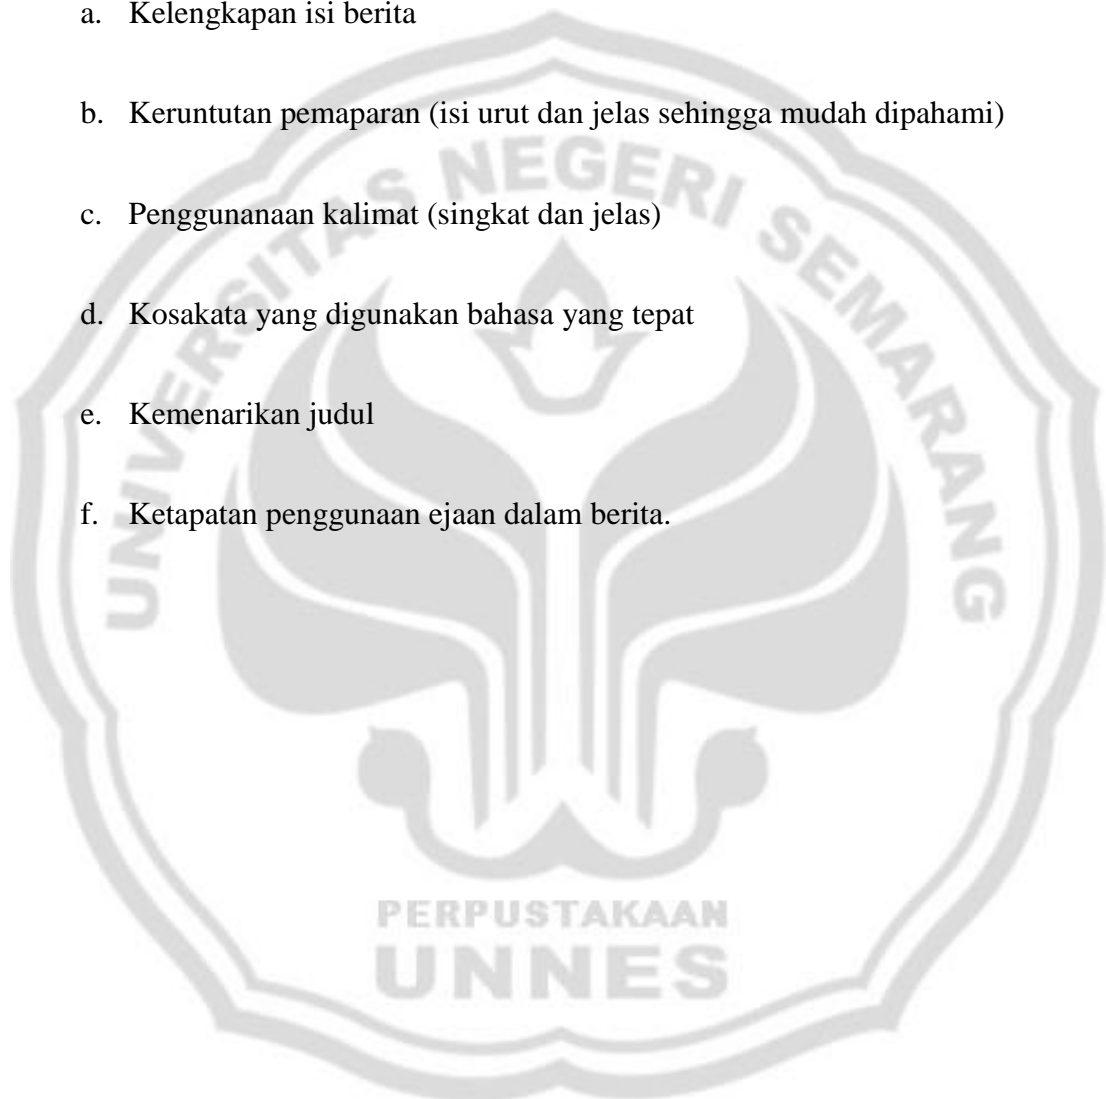 a. Kelengkapan isi berita
b. Keruntutan pemaparan (isi urut dan jelas sehingga mudah dipahami)
c. Penggunanaan kalimat (singkat dan jelas)
d. Kosakata yang digunakan bahasa yang tepat
e. Kemenarikan judul
f. Ketapatan penggunaan ejaan dalam berita.
UNIVERSITAS NEGERI SEMARANG
PERPUSTAKAAN
UNNES